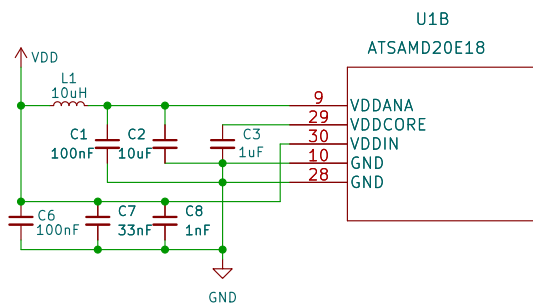 U1B
ATSAMD20E18
VDD
L1
10uH
9
VDDANA
29
VDDCORE
30
VDDIN
10
GND
28
GND
C1
100nF
C2
10uF
C3
1uF
C6
100nF
C7
33nF
C8
1nF
GND